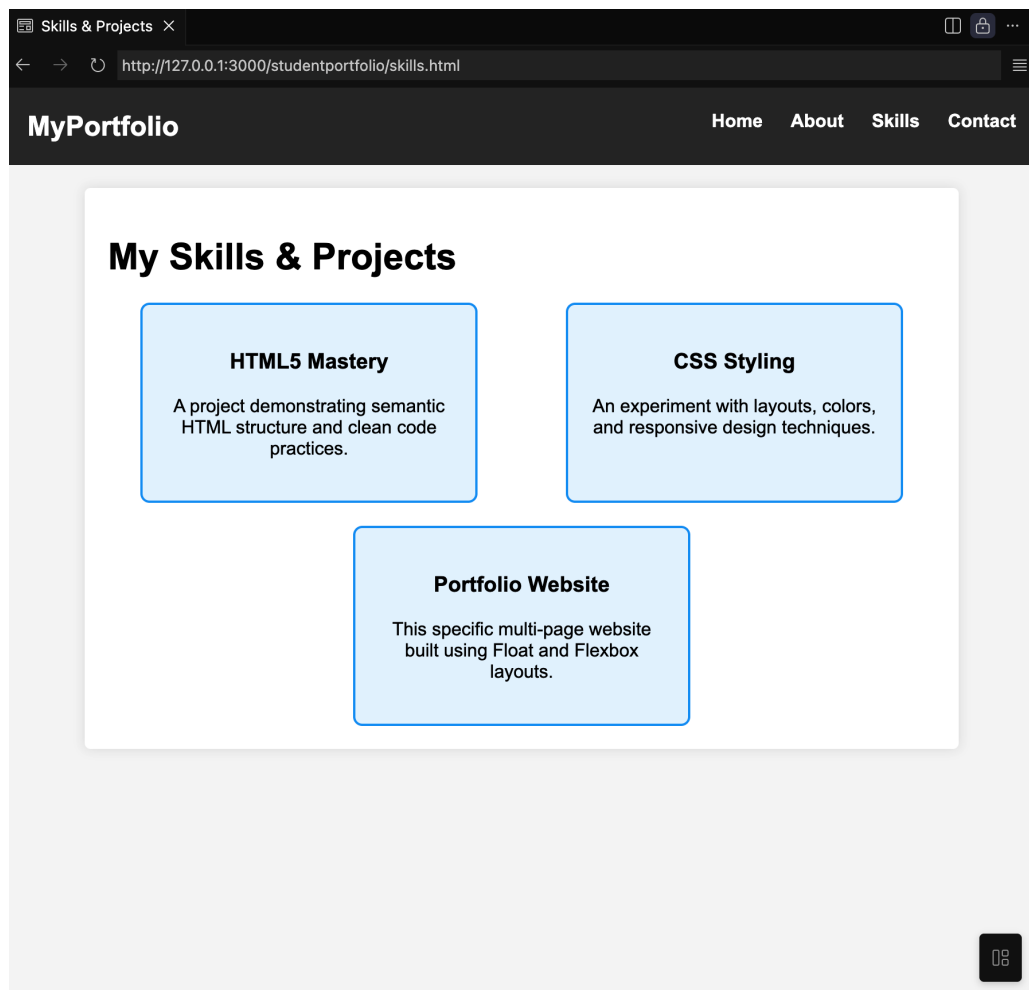 Skills & Projects
http://127.0.0.1:3000/studentportfolio/skills.html
MyPortfolio
Home About Skills Contact
My Skills & Projects
HTML5 Mastery
A project demonstrating semantic
HTML structure and clean code
practices.
CSS Styling
An experiment with layouts, colors,
and responsive design techniques.
Portfolio Website
This specific multi-page website
built using Float and Flexbox
layouts.